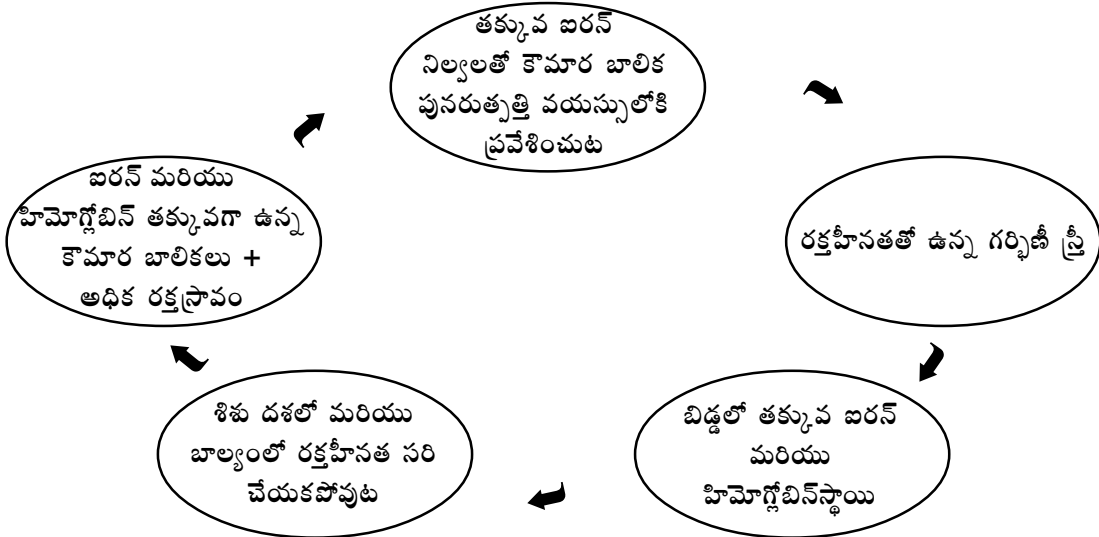 తక్కువ ఐరన్
నిల్వలతో కౌమార బాలిక
పునరుత్పత్తి వయస్సులోకి
ప్రవేశించుట
రక్తహీనతతో ఉన్న గర్భిణీ స్త్రీ
బిడ్డలో తక్కువ ఐరన్
మరియు
హిమోగ్లోబిన్‌స్థాయి
శిశు దశలో మరియు
బాల్యంలో రక్తహీనత సరి
చేయకపోవుట
ఐరన్ మరియు
హిమోగ్లోబిన్ తక్కువగా ఉన్న
కౌమార బాలికలు +
అధిక రక్తస్రావం